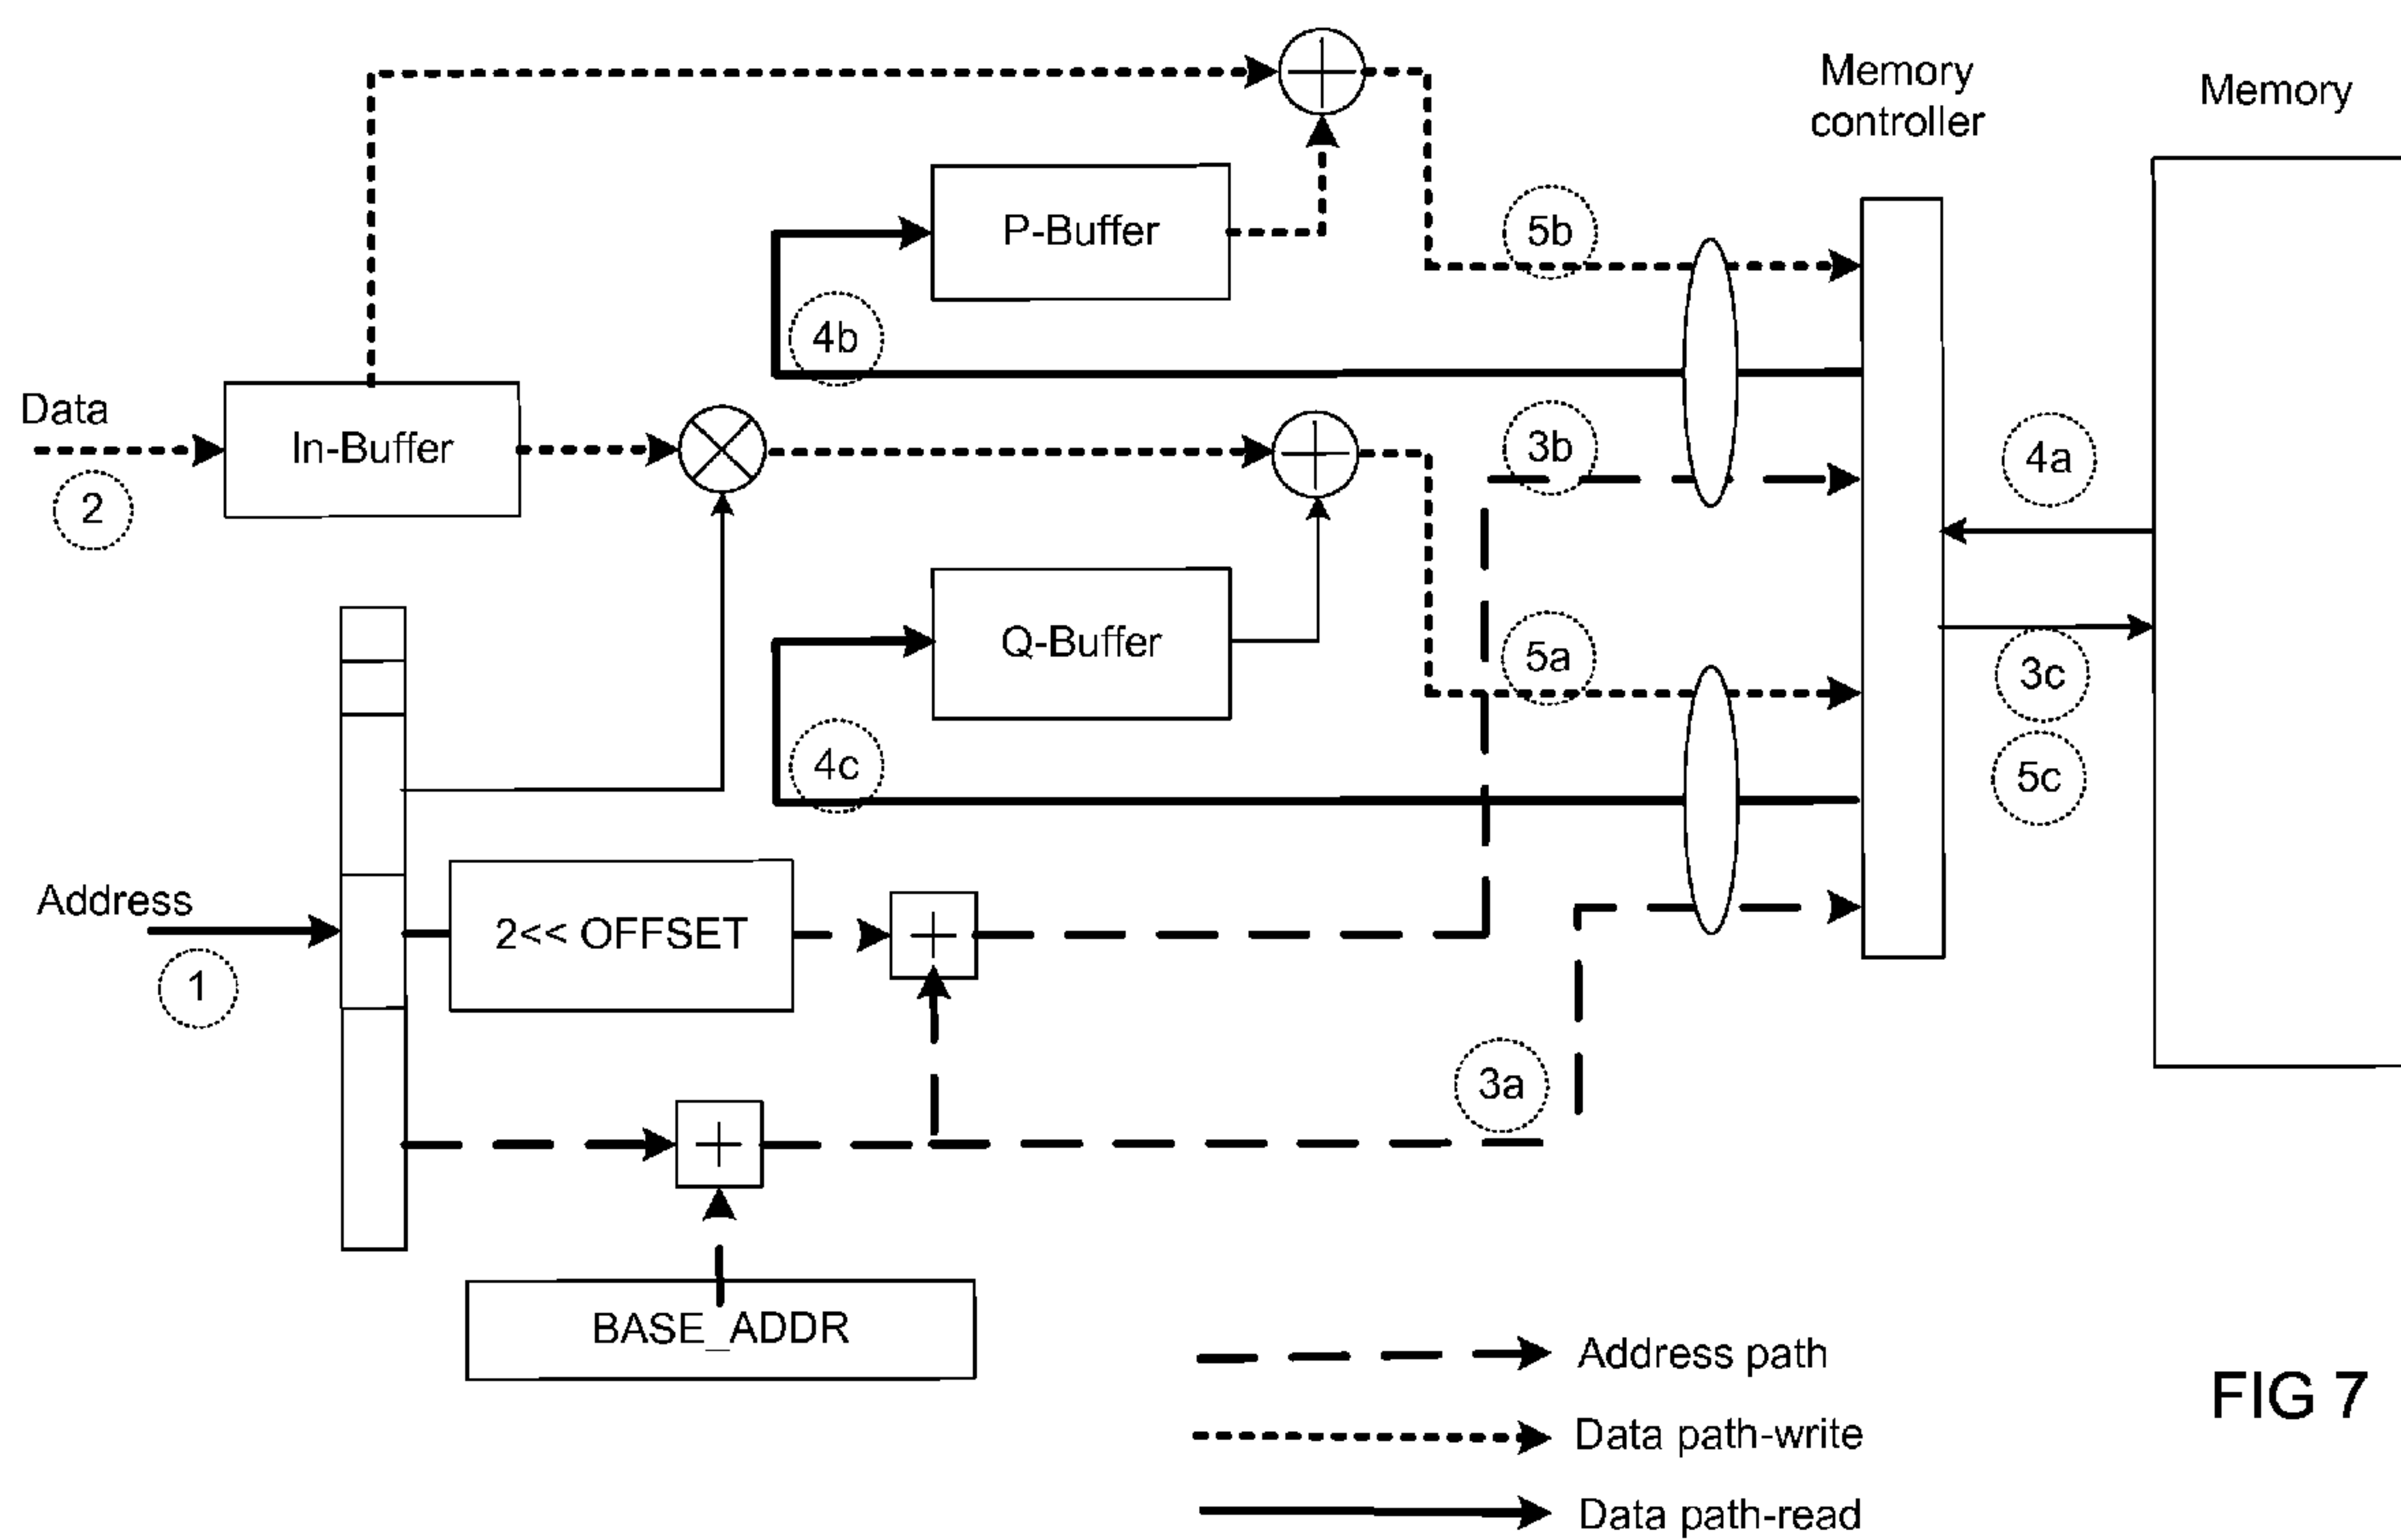 Memory
controller
Memory
5b
P-Buffer
4b
Data
In-Buffer
3b
4a
2
Q-Buffer
5a
3c
4c
5c
Address
2<< OFFSET
1
3a
BASE_ADDR
Address path
Data path-write
Data path-read
FIG 7